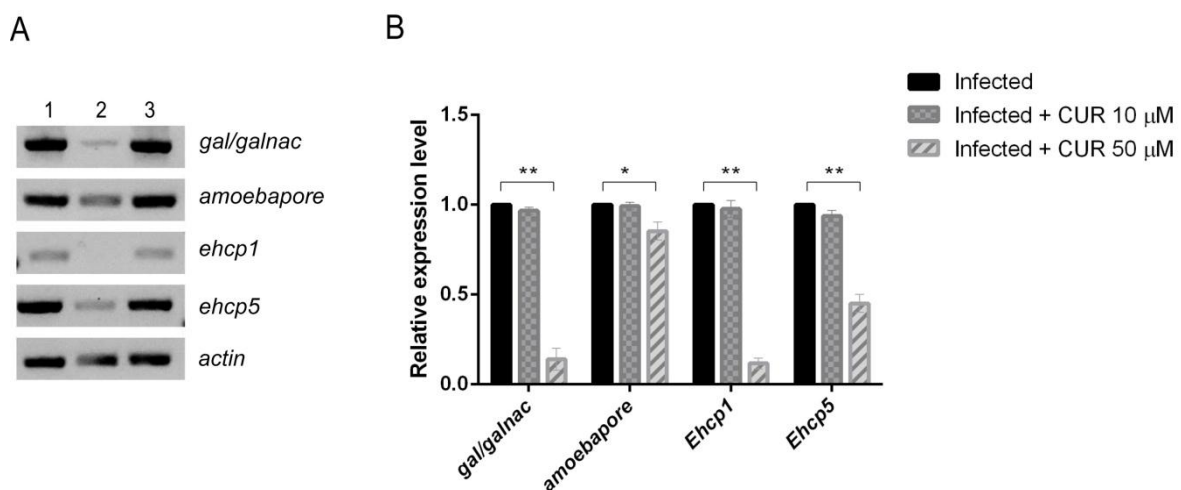 A
1 2 3
gal/galnac
amoebapore
ehcp1
ehcp5
actin
B
Infected
Infected + CUR 10 μM
Infected + CUR 50 μM
Relative expression level
1.5
1.0
0.5
0.0
** * ** **
gal/galnac
amoebapore
Ehcp1
Ehcp5